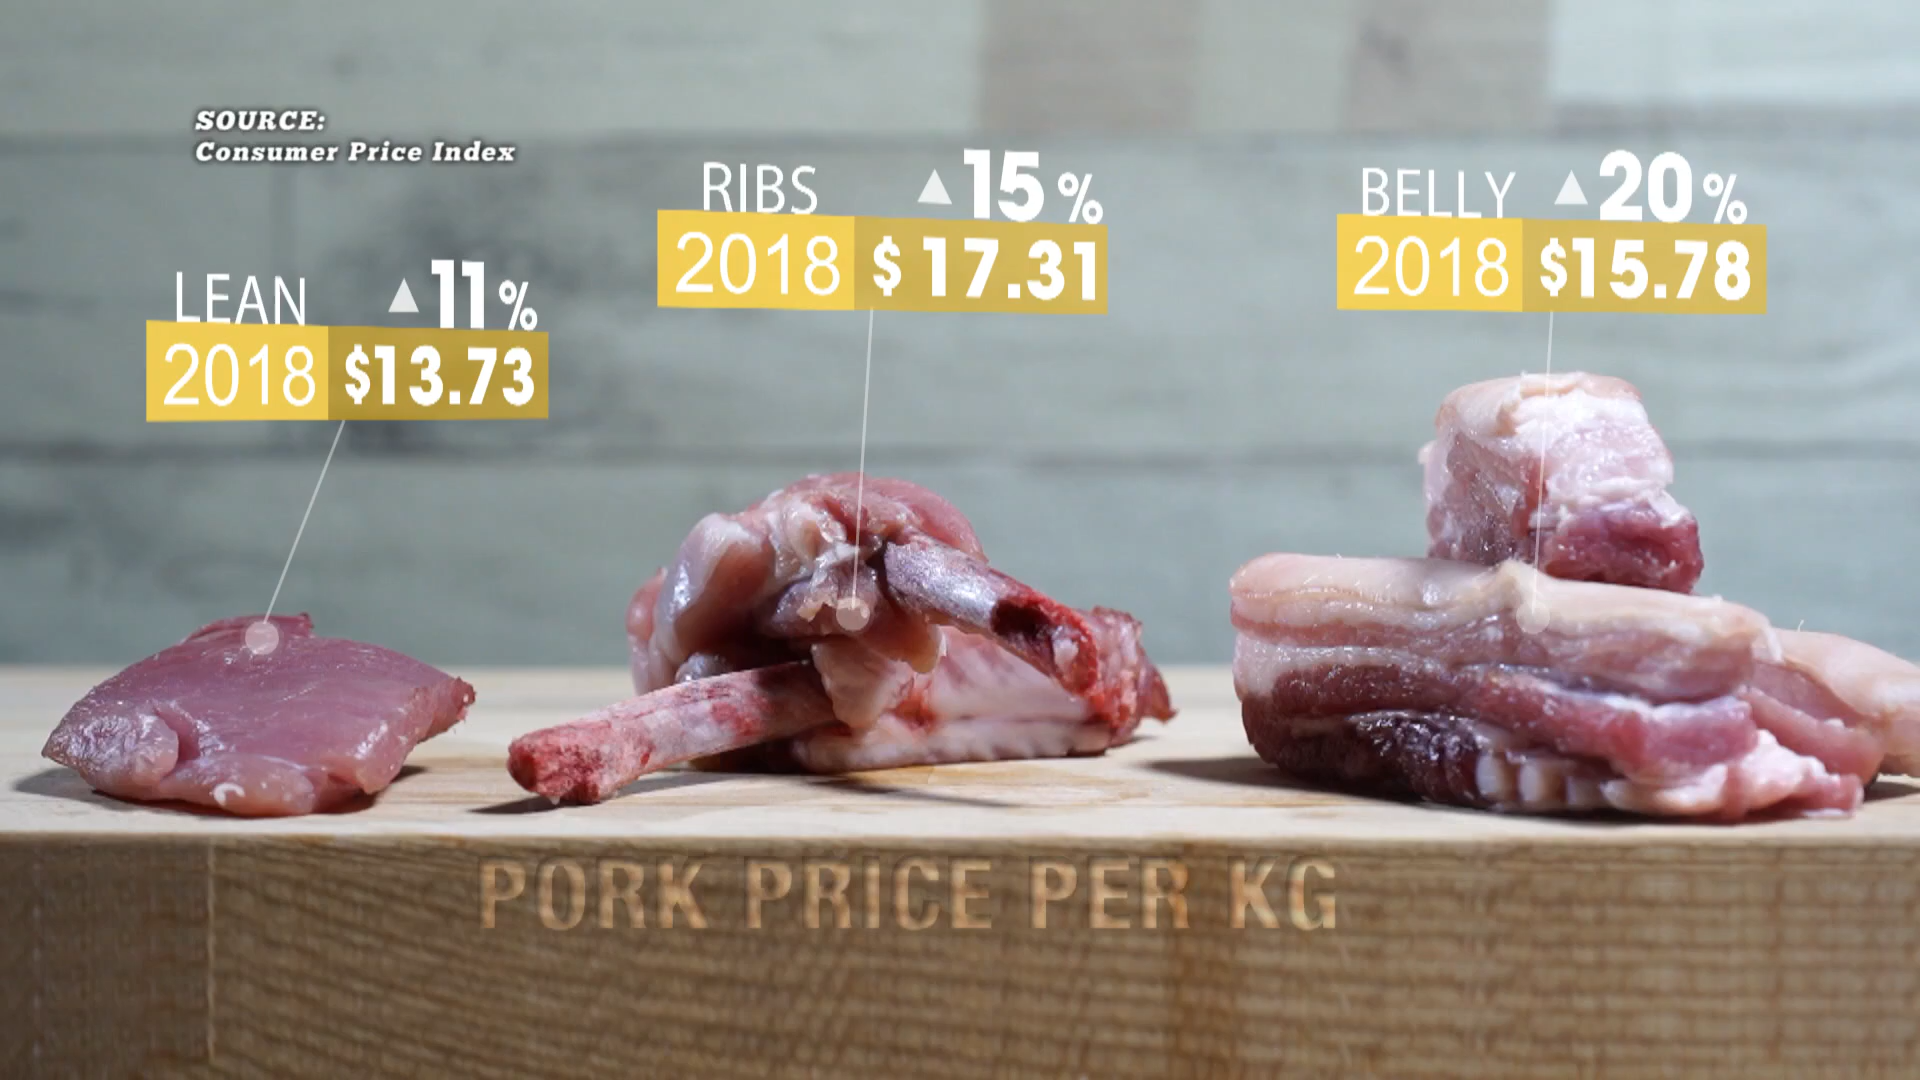 SOURCE:
Consumer Price Index
LEAN ▲11%
2018 $13.73
RIBS ▲15%
2018 $17.31
BELLY ▲20%
2018 $15.78
PORK PRICE PER KG